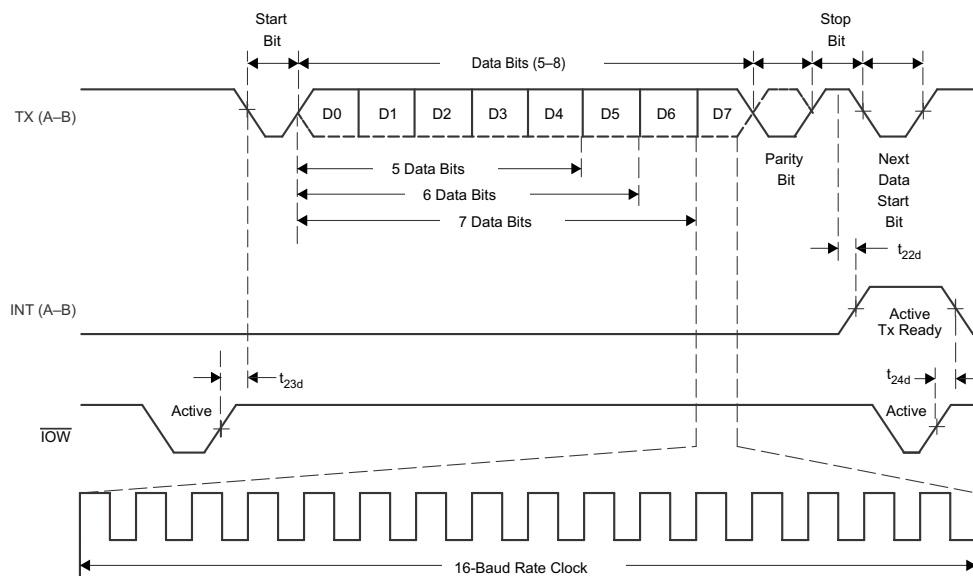 Start
Bit
Data Bits (5–8)
Stop
Bit
TX (A–B)
D0
D1
D2
D3
D4
D5
D6
D7
5 Data Bits
6 Data Bits
7 Data Bits
Parity
Bit
Next
Data
Start
Bit
t22d
INT (A–B)
Active
Tx Ready
t23d
t24d
Active
Active
IOW
16-Baud Rate Clock